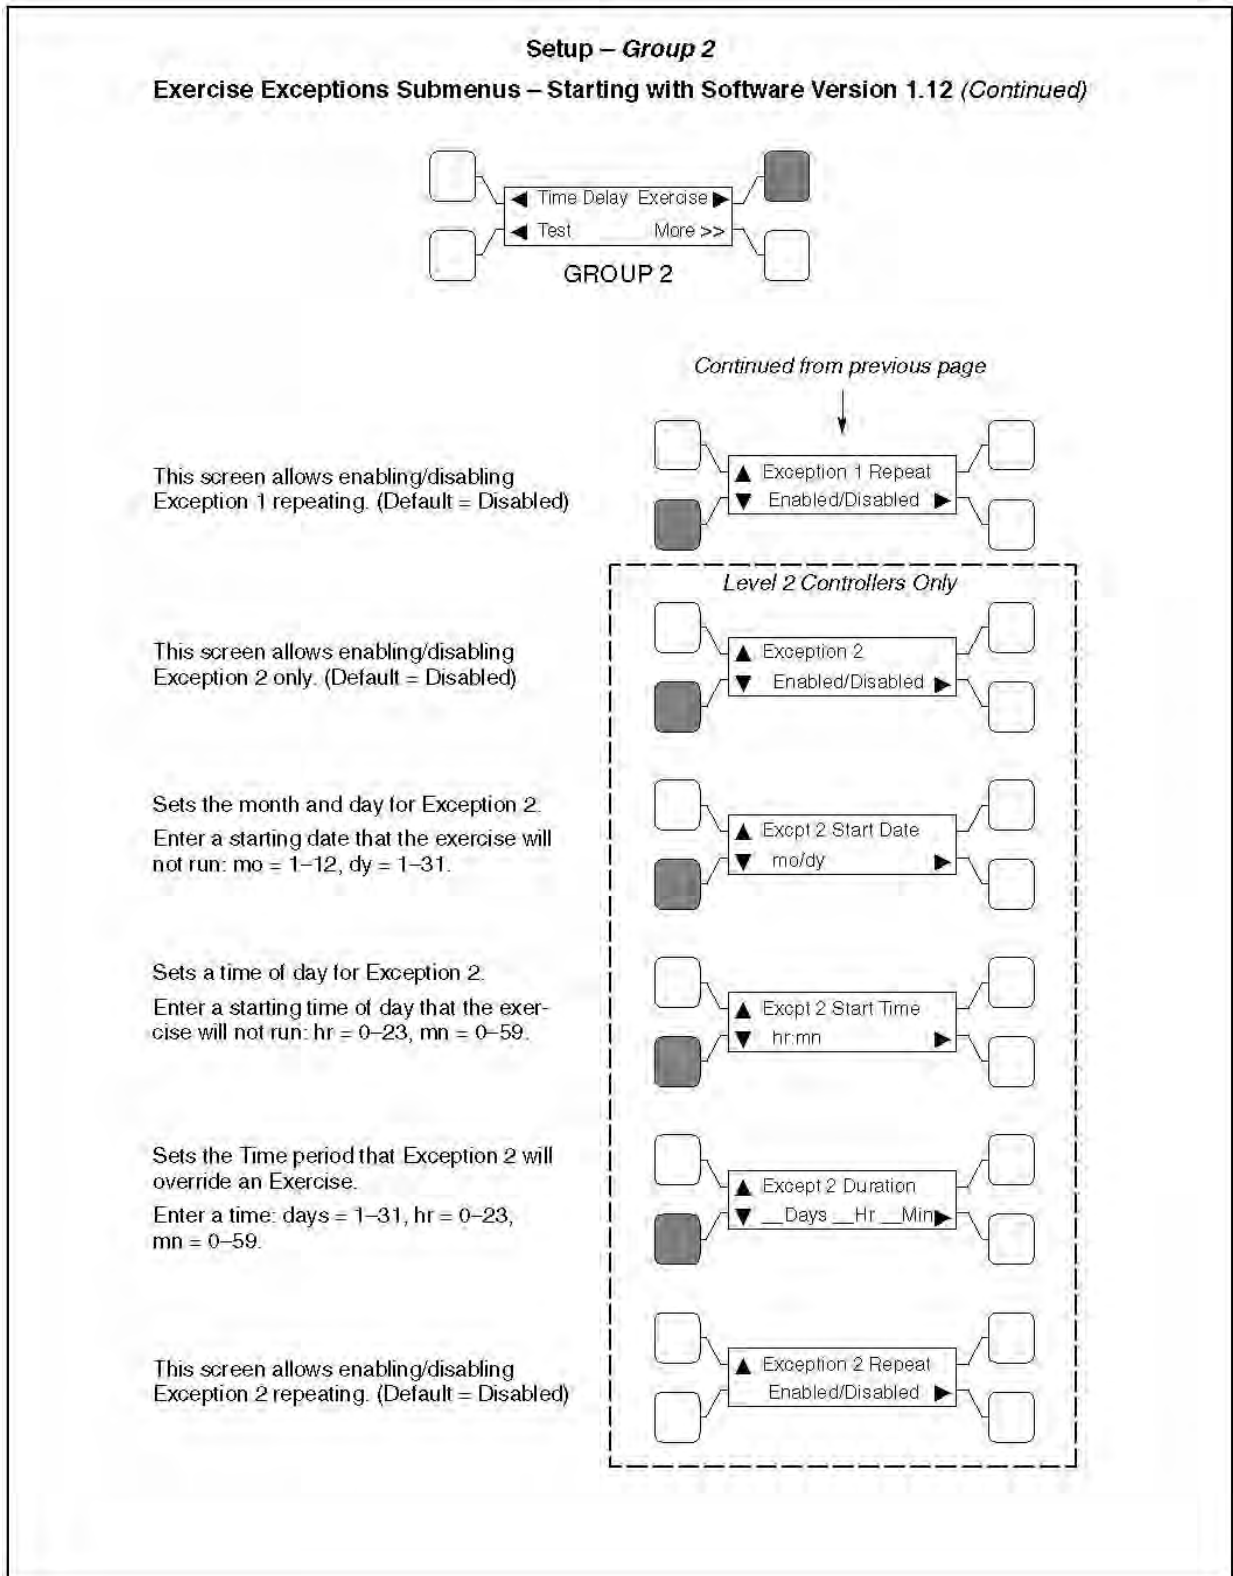 Setup – Group 2
Exercise Exceptions Submenus – Starting with Software Version 1.12 (Continued)
◀ Time Delay Exercise ▶
◀ Test More >>
GROUP 2
Continued from previous page
This screen allows enabling/disabling
Exception 1 repeating. (Default = Disabled)
▲ Exception 1 Repeat
▼ Enabled/Disabled ▶
Level 2 Controllers Only
This screen allows enabling/disabling
Exception 2 only. (Default = Disabled)
▲ Exception 2
▼ Enabled/Disabled ▶
Sets the month and day for Exception 2.
Enter a starting date that the exercise will
not run: mo = 1–12, dy = 1–31.
▲ Excpt 2 Start Date
▼ mo/dy ▶
Sets a time of day for Exception 2.
Enter a starting time of day that the exer-
cise will not run: hr = 0–23, mn = 0–59.
▲ Excpt 2 Start Time
▼ hr:mn ▶
Sets the Time period that Exception 2 will
override an Exercise.
Enter a time: days = 1–31, hr = 0–23,
mn = 0–59.
▲ Except 2 Duration
▼ __Days __Hr __Min▶
This screen allows enabling/disabling
Exception 2 repeating. (Default = Disabled)
▲ Exception 2 Repeat
Enabled/Disabled ▶